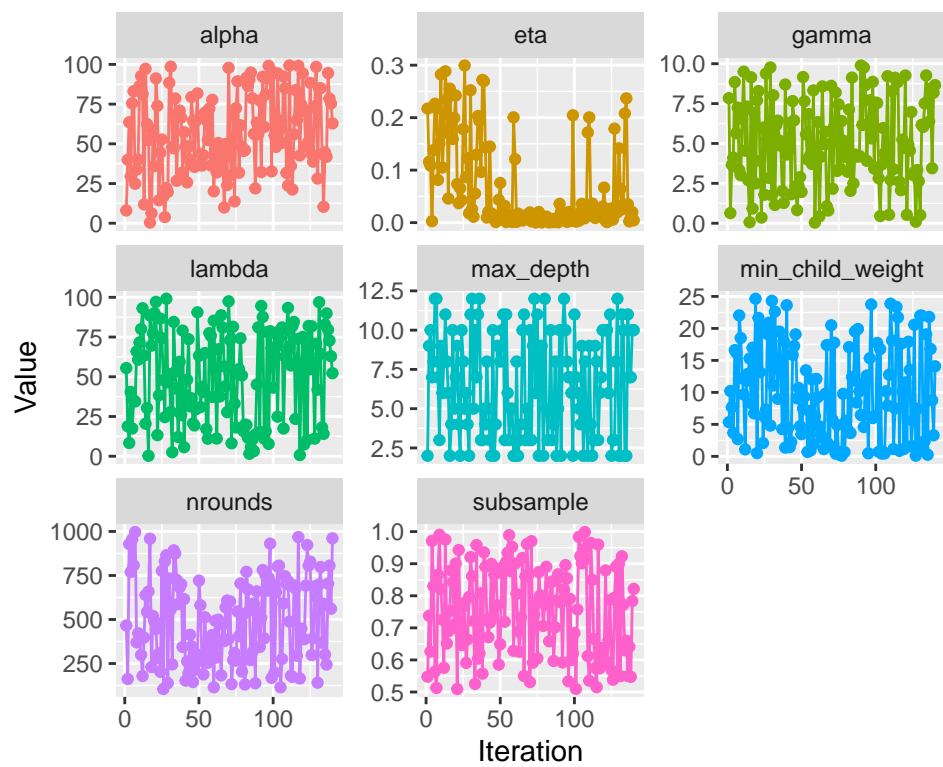 alpha eta gamma
100 0.3 10.0
75 7.5
0.2
50 5.0
0.1
25 2.5
0 0.0 0.0
lambda max_depth min_child_weight
100 12.5 25
75 10.0 20
15
50 7.5
10
25 5.0
5
0 2.5 0
0 50 100
nrounds subsample
1000 1.0
0.9
750
0.8
500 0.7
250 0.6
0.5
0 50 100 0 50 100
Value
Iteration